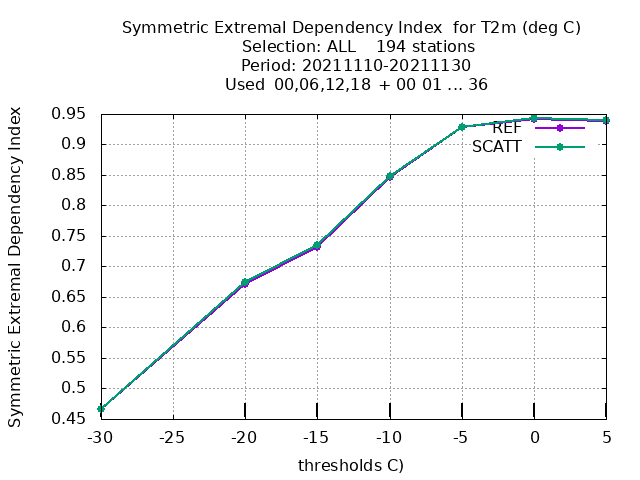 Symmetric Extremal Dependency Index for T2m (deg C)
Selection: ALL 194 stations
Period: 20211110-20211130
Used 00,06,12,18 + 00 01 ... 36
Symmetric Extremal Dependency Index
0.95
0.9
0.85
0.8
0.75
0.7
0.65
0.6
0.55
0.5
0.45
REF
SCATT
-30 -25 -20 -15 -10 -5 0 5
thresholds C)